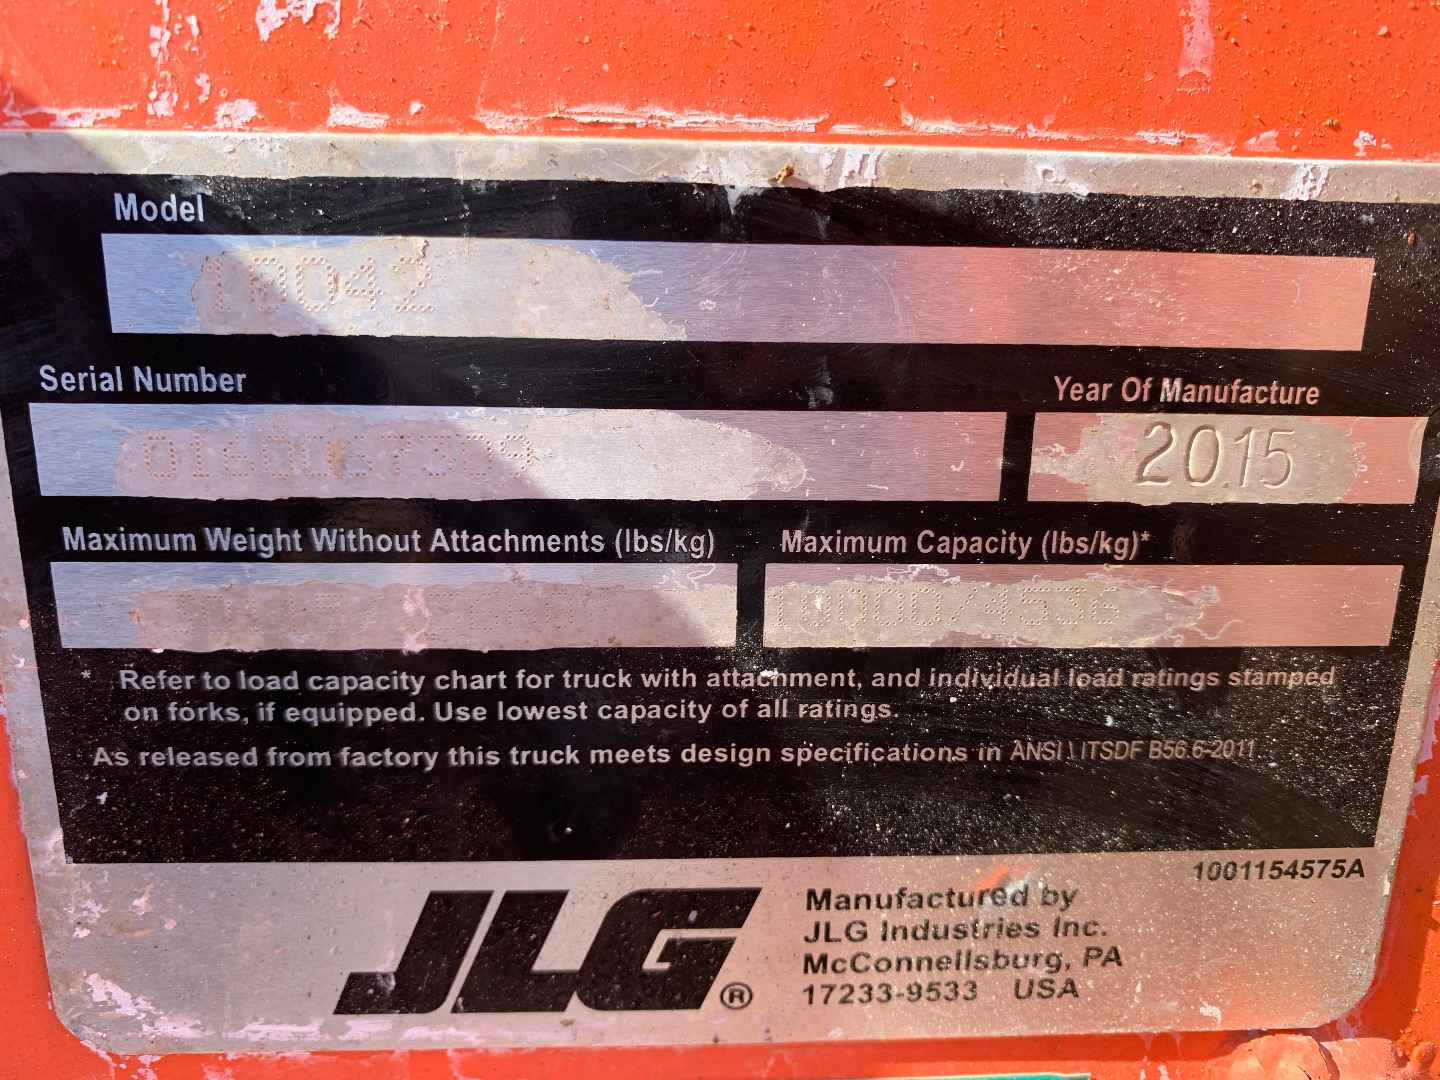 Model
10042
Serial Number
Year Of Manufacture
2015
Maximum Weight Without Attachments (lbs/kg)
Maximum Capacity (lbs/kg)*
10000/4536
* Refer to load capacity chart for truck with attachment, and individual load ratings stamped
on forks, if equipped. Use lowest capacity of all ratings.
As released from factory this truck meets design specifications in ANSI \ ITSDF B56.6-2011
1001154575A
JLG®
Manufactured by
JLG Industries Inc.
McConnellsburg, PA
17233-9533 USA